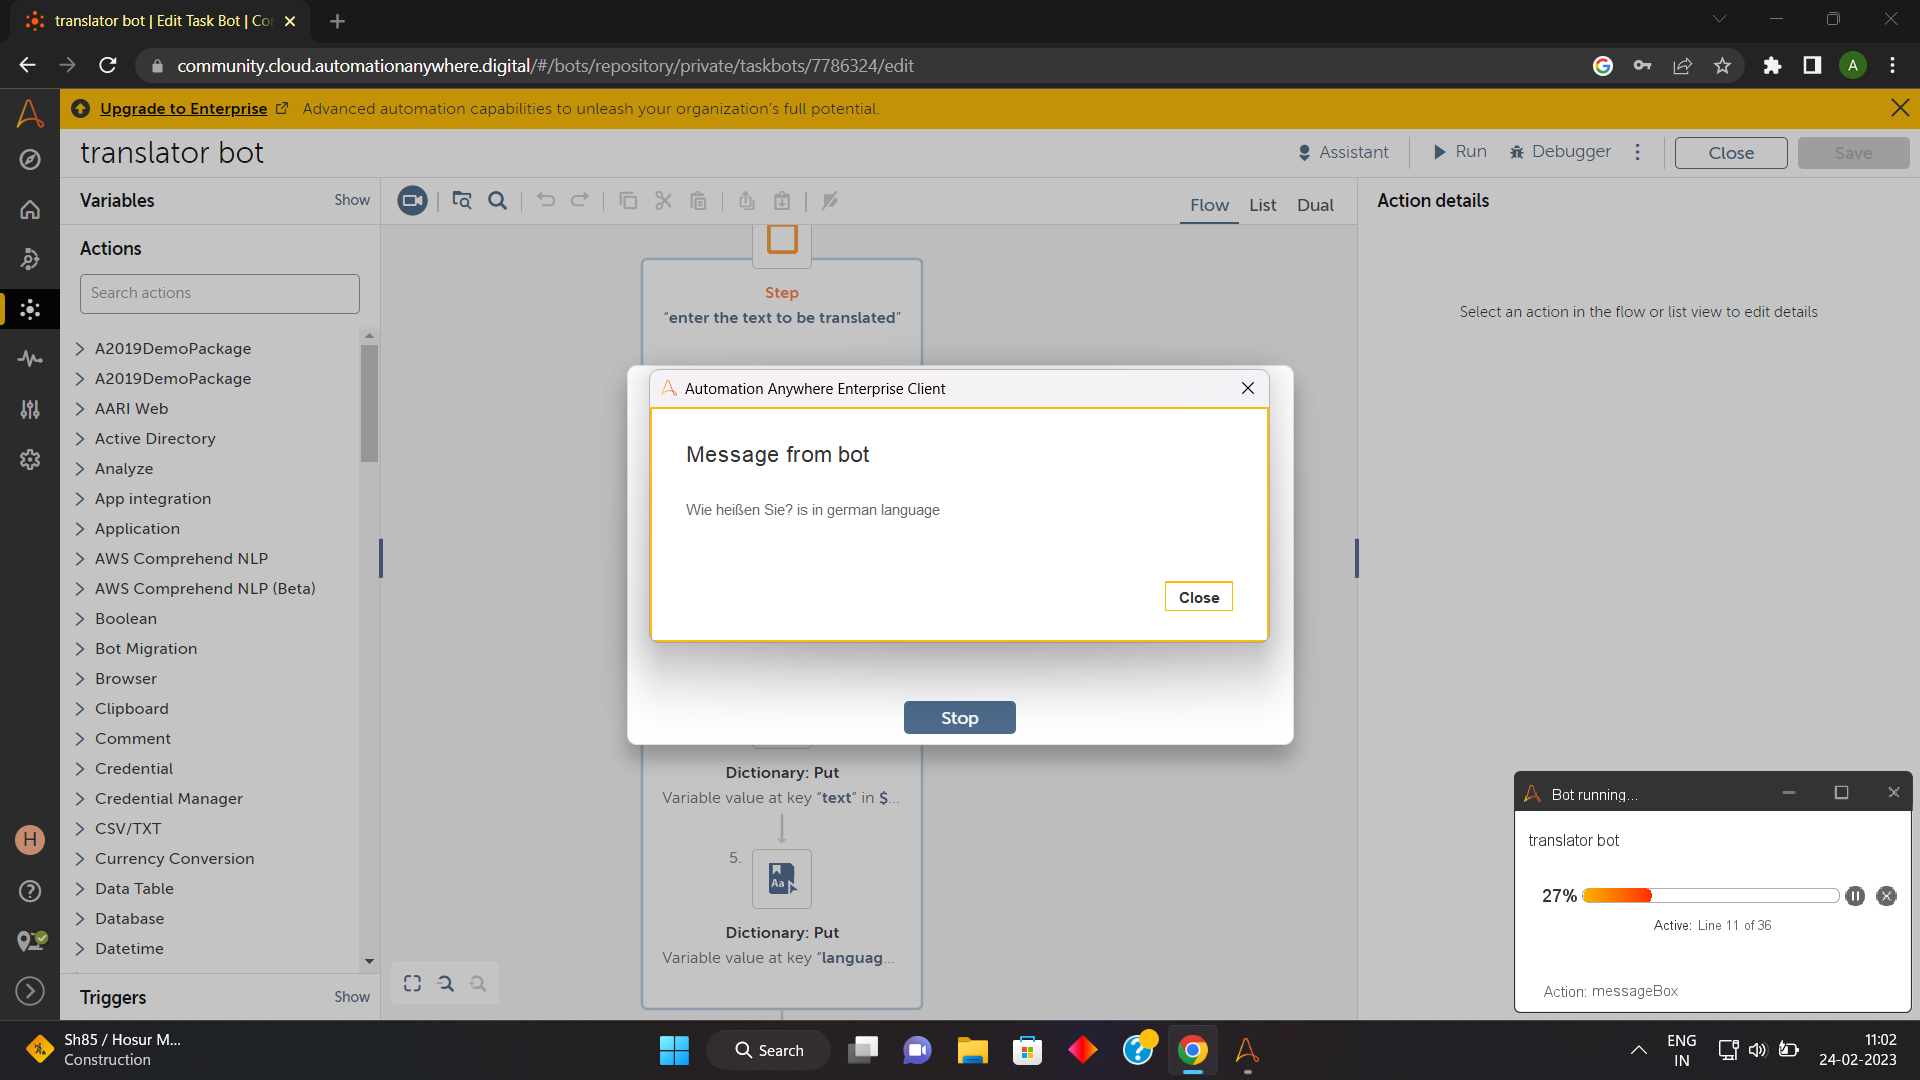 translator bot | Edit Task Bot | Co
community.cloud.automationanywhere.digital/#/bots/repository/private/taskbots/7786324/edit
A
Upgrade to Enterprise Advanced automation capabilities to unleash your organization's full potential.
translator bot
Assistant
Run
Debugger
Close
Save
Variables
Show
Flow
List
Dual
Action details
Actions
Search actions
Select an action in the flow or list view to edit details
A2019DemoPackage
A2019DemoPackage
AARI Web
Active Directory
Analyze
App integration
Application
AWS Comprehend NLP
AWS Comprehend NLP (Beta)
Boolean
Bot Migration
Browser
Clipboard
Comment
Credential
Credential Manager
CSV/TXT
Currency Conversion
Data Table
Database
Datetime
Triggers
Show
H
Step
"enter the text to be translated"
Automation Anywhere Enterprise Client
Message from bot
Wie heißen Sie? is in german language
Close
Stop
Dictionary: Put
Variable value at key "text" in $...
5.
Aa
Dictionary: Put
Variable value at key "languag...
Bot running...
translator bot
27%
Active: Line 11 of 36
Action: messageBox
Sh85 / Hosur M...
Construction
Search
ENG
IN
11:02
24-02-2023